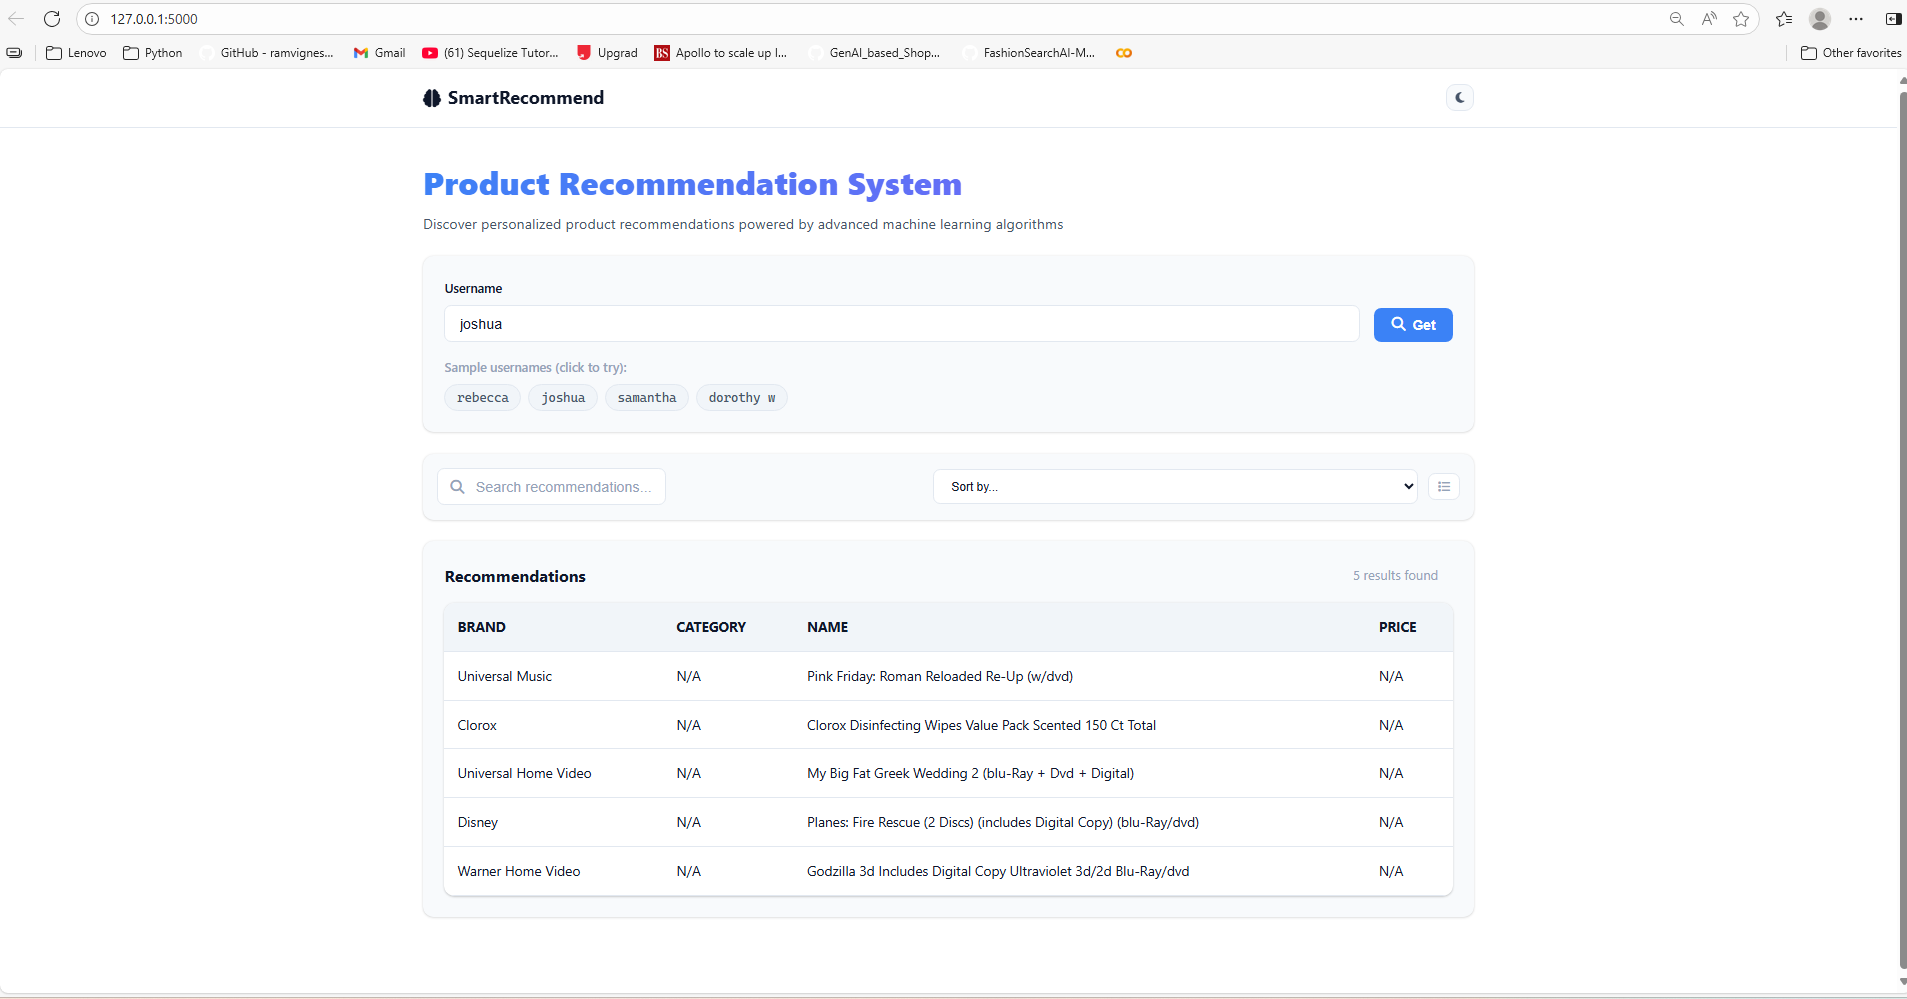 127.0.0.1:5000
Lenovo Python GitHub - ramvignes... Gmail (61) Sequelize Tutor... Upgrad BS Apollo to scale up I... GenAI_based_Shop... FashionSearchAI-M... Other favorites
SmartRecommend
Product Recommendation System
Discover personalized product recommendations powered by advanced machine learning algorithms
Username
joshua
Get
Sample usernames (click to try):
rebecca joshua samantha dorothy w
Search recommendations... Sort by...
Recommendations 5 results found
BRAND CATEGORY NAME PRICE
Universal Music N/A Pink Friday: Roman Reloaded Re-Up (w/dvd) N/A
Clorox N/A Clorox Disinfecting Wipes Value Pack Scented 150 Ct Total N/A
Universal Home Video N/A My Big Fat Greek Wedding 2 (blu-Ray + Dvd + Digital) N/A
Disney N/A Planes: Fire Rescue (2 Discs) (includes Digital Copy) (blu-Ray/dvd) N/A
Warner Home Video N/A Godzilla 3d Includes Digital Copy Ultraviolet 3d/2d Blu-Ray/dvd N/A